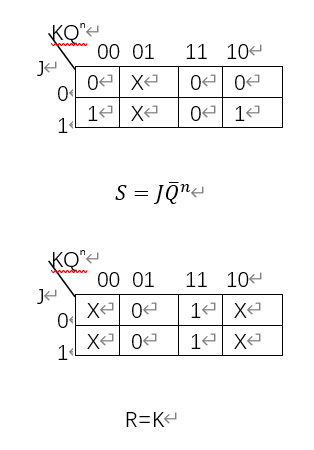 KQⁿ↵
00 01 11 10↵
J↵
0↵ 0↵ X↵ 0↵ 0↵
1↵ 1↵ X↵ 0↵ 1↵
S = JQ̄ⁿ↵
KQⁿ↵
00 01 11 10↵
J↵
0↵ X↵ 0↵ 1↵ X↵
1↵ X↵ 0↵ 1↵ X↵
R=K↵